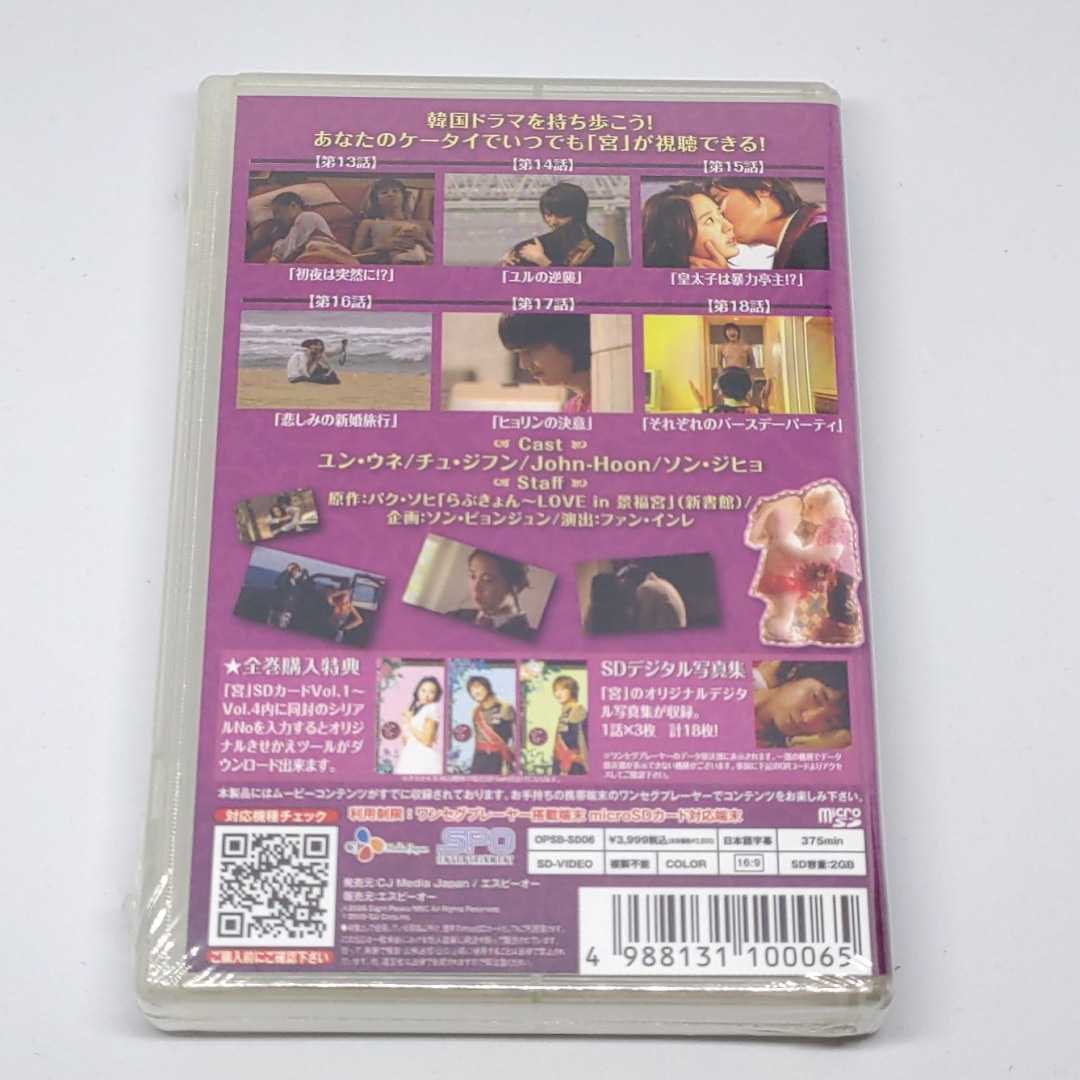 韓国ドラマを持ち歩こう!
あなたのケータイでいつでも「宮」が視聴できる!
【第13話】
【第14話】
【第15話】
「初夜は突然に!?」
「ユルの逆襲」
「皇太子は暴力亭主!?」
【第16話】
【第17話】
【第18話】
「悲しみの新婚旅行」
「ヒョリンの決意」
「それぞれのバースデーパーティ」
Cast
ユン・ウネ/チュ・ジフン/John-Hoon/ソン・ジヒョ
Staff
原作:パク・ソヒ「らぶきょん~LOVE in 景福宮」(新書館)/
企画:ソン・ビョンジュン/演出:ファン・インレ
★全巻購入特典
「宮」SDカードVol.1~
Vol.4内に同封のシリア
ルNoを入力するとオリジ
ナルきせかえツールがダ
ウンロード出来ます。
SDデジタル写真集
「宮」のオリジナルデジタ
ル写真集が収録。
1話×3枚 計18枚!
本製品にはムービーコンテンツがすでに収録されております。お手持ちの携帯端末のワンセグプレーヤーでコンテンツをお楽しみ下さい。
micro
対応機種チェック
利用制限:ワンセグプレーヤー搭載端末 microSDカード対応端末
CJ Media Japan
SPO
ENTERTAINMENT
OPSB-SD06
¥3,999税込
日本語字幕
375min
SD-VIDEO
複製不能
COLOR
16:9
SD容量:2GB
発売元:CJ Media Japan / エスピーオー
販売元:エスピーオー
ご購入前にご確認下さい
4 988131 100065